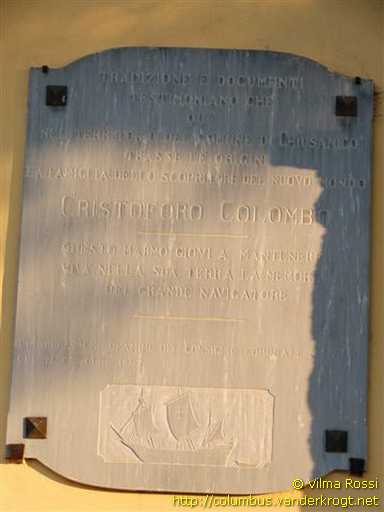 TRADIZIONE E DOCUMENTI
TESTIMONIANO CHE
QUI
NEL TERRITORIO DEL COMUNE DI CHIUSANICO
TRASSE LE ORIGINI
LA FAMIGLIA DELLO SCOPRITORE DEL NUOVO MONDO
CRISTOFORO COLOMBO
QUESTO MARMO GIOVI A MANTENERE
VIVA NELLA SUA TERRA LA MEMORIA
DEL GRANDE NAVIGATORE
© Vilma Rossi
http://columbus.vanderkrogt.net